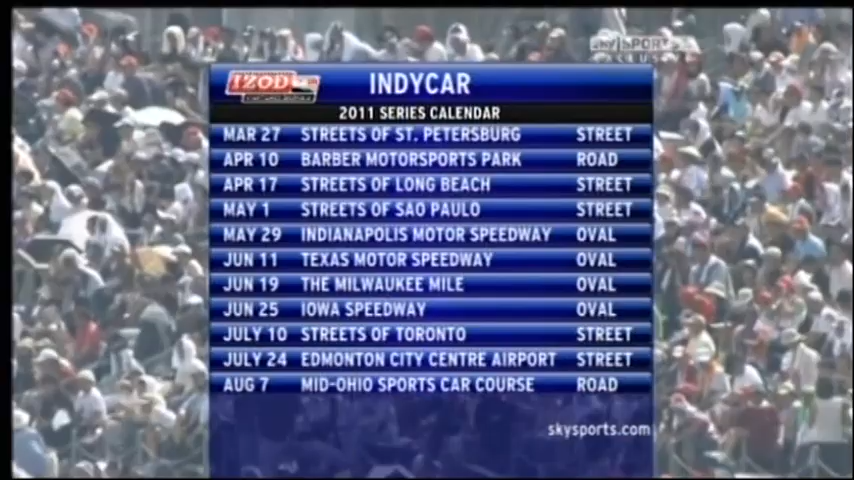 sky SPORTS
IZOD
INDYCAR
2011 SERIES CALENDAR
MAR 27 STREETS OF ST. PETERSBURG STREET
APR 10 BARBER MOTORSPORTS PARK ROAD
APR 17 STREETS OF LONG BEACH STREET
MAY 1 STREETS OF SAO PAULO STREET
MAY 29 INDIANAPOLIS MOTOR SPEEDWAY OVAL
JUN 11 TEXAS MOTOR SPEEDWAY OVAL
JUN 19 THE MILWAUKEE MILE OVAL
JUN 25 IOWA SPEEDWAY OVAL
JULY 10 STREETS OF TORONTO STREET
JULY 24 EDMONTON CITY CENTRE AIRPORT STREET
AUG 7 MID-OHIO SPORTS CAR COURSE ROAD
skysports.com